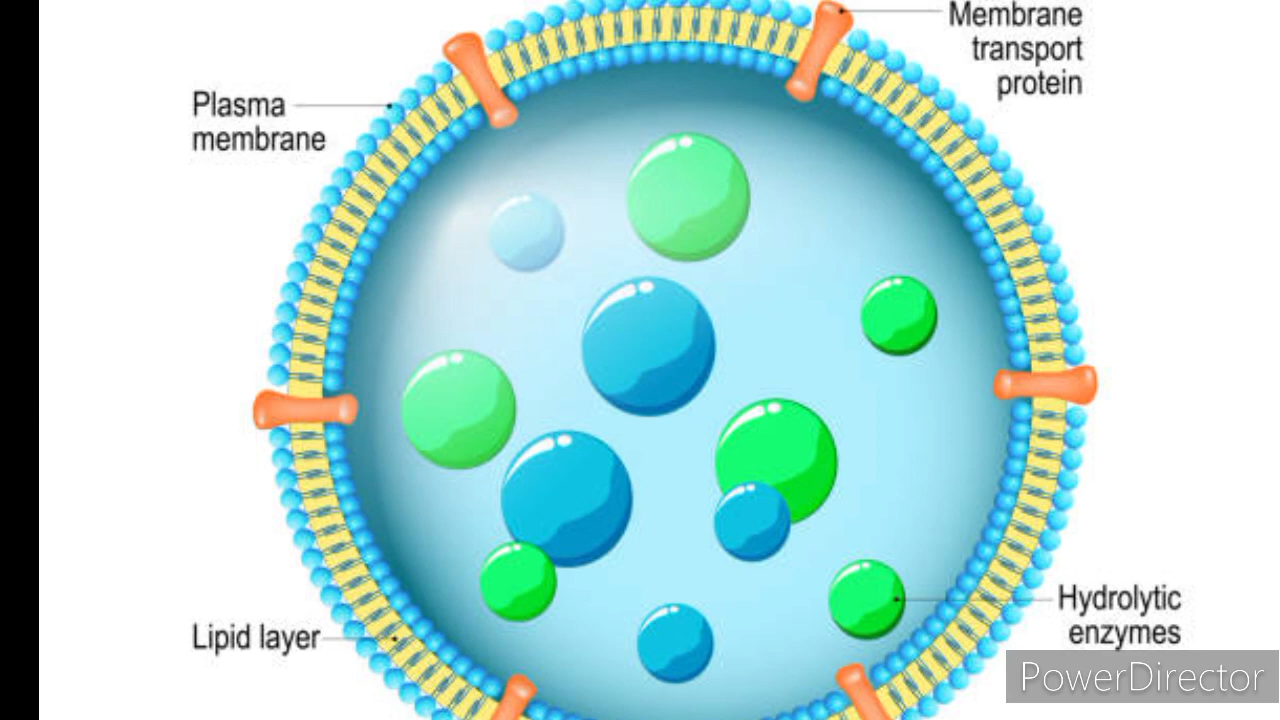 Membrane
transport
protein
Plasma
membrane
Lipid layer
Hydrolytic
enzymes
PowerDirector